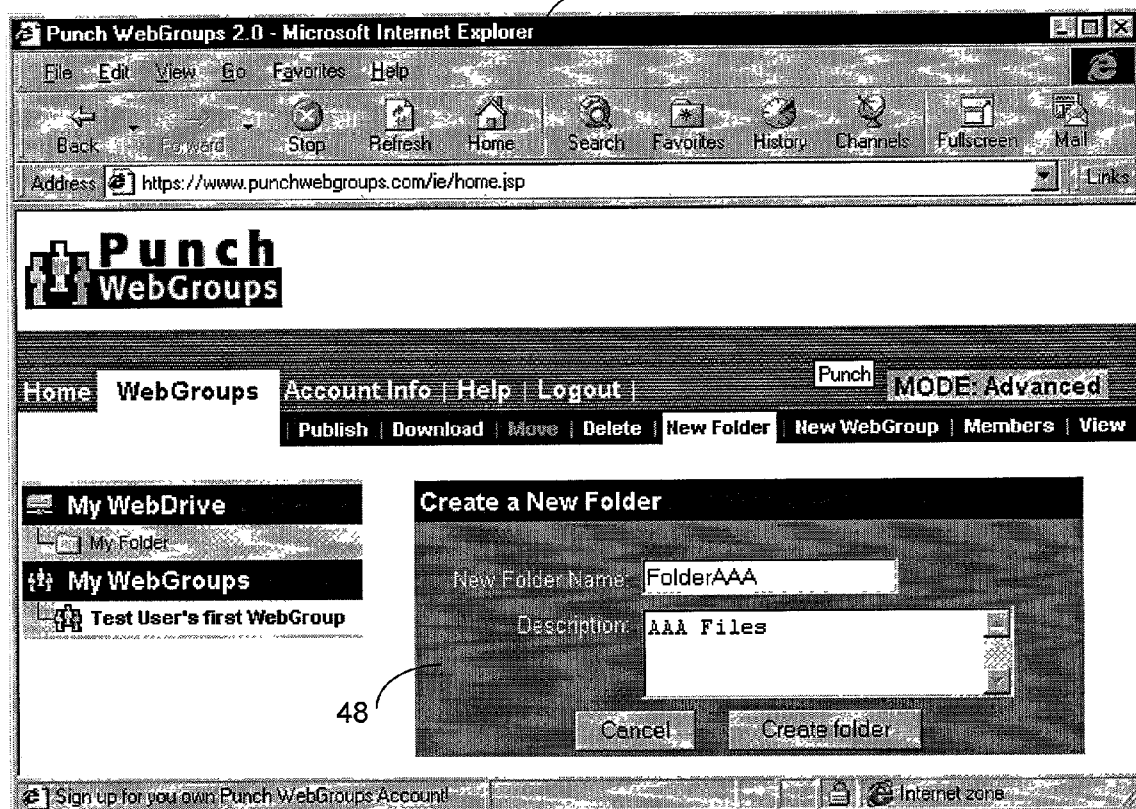 Punch WebGroups 2.0 - Microsoft Internet Explorer
File Edit View Go Favorites Help
Back Forward Stop Refresh Home Search Favorites History Channels Fullscreen Mail
Address https://www.punchwebgroups.com/ie/home.jsp Links
Punch
WebGroups
Punch
Home WebGroups Account Info | Help | Logout | MODE: Advanced
| Publish | Download | Move | Delete | New Folder | New WebGroup | Members | View
My WebDrive
My Folder
My WebGroups
Test User's first WebGroup
Create a New Folder
New Folder Name: FolderAAA
Description: AAA Files
48
Cancel Create folder
Sign up for you own Punch WebGroups Account! Internet zone